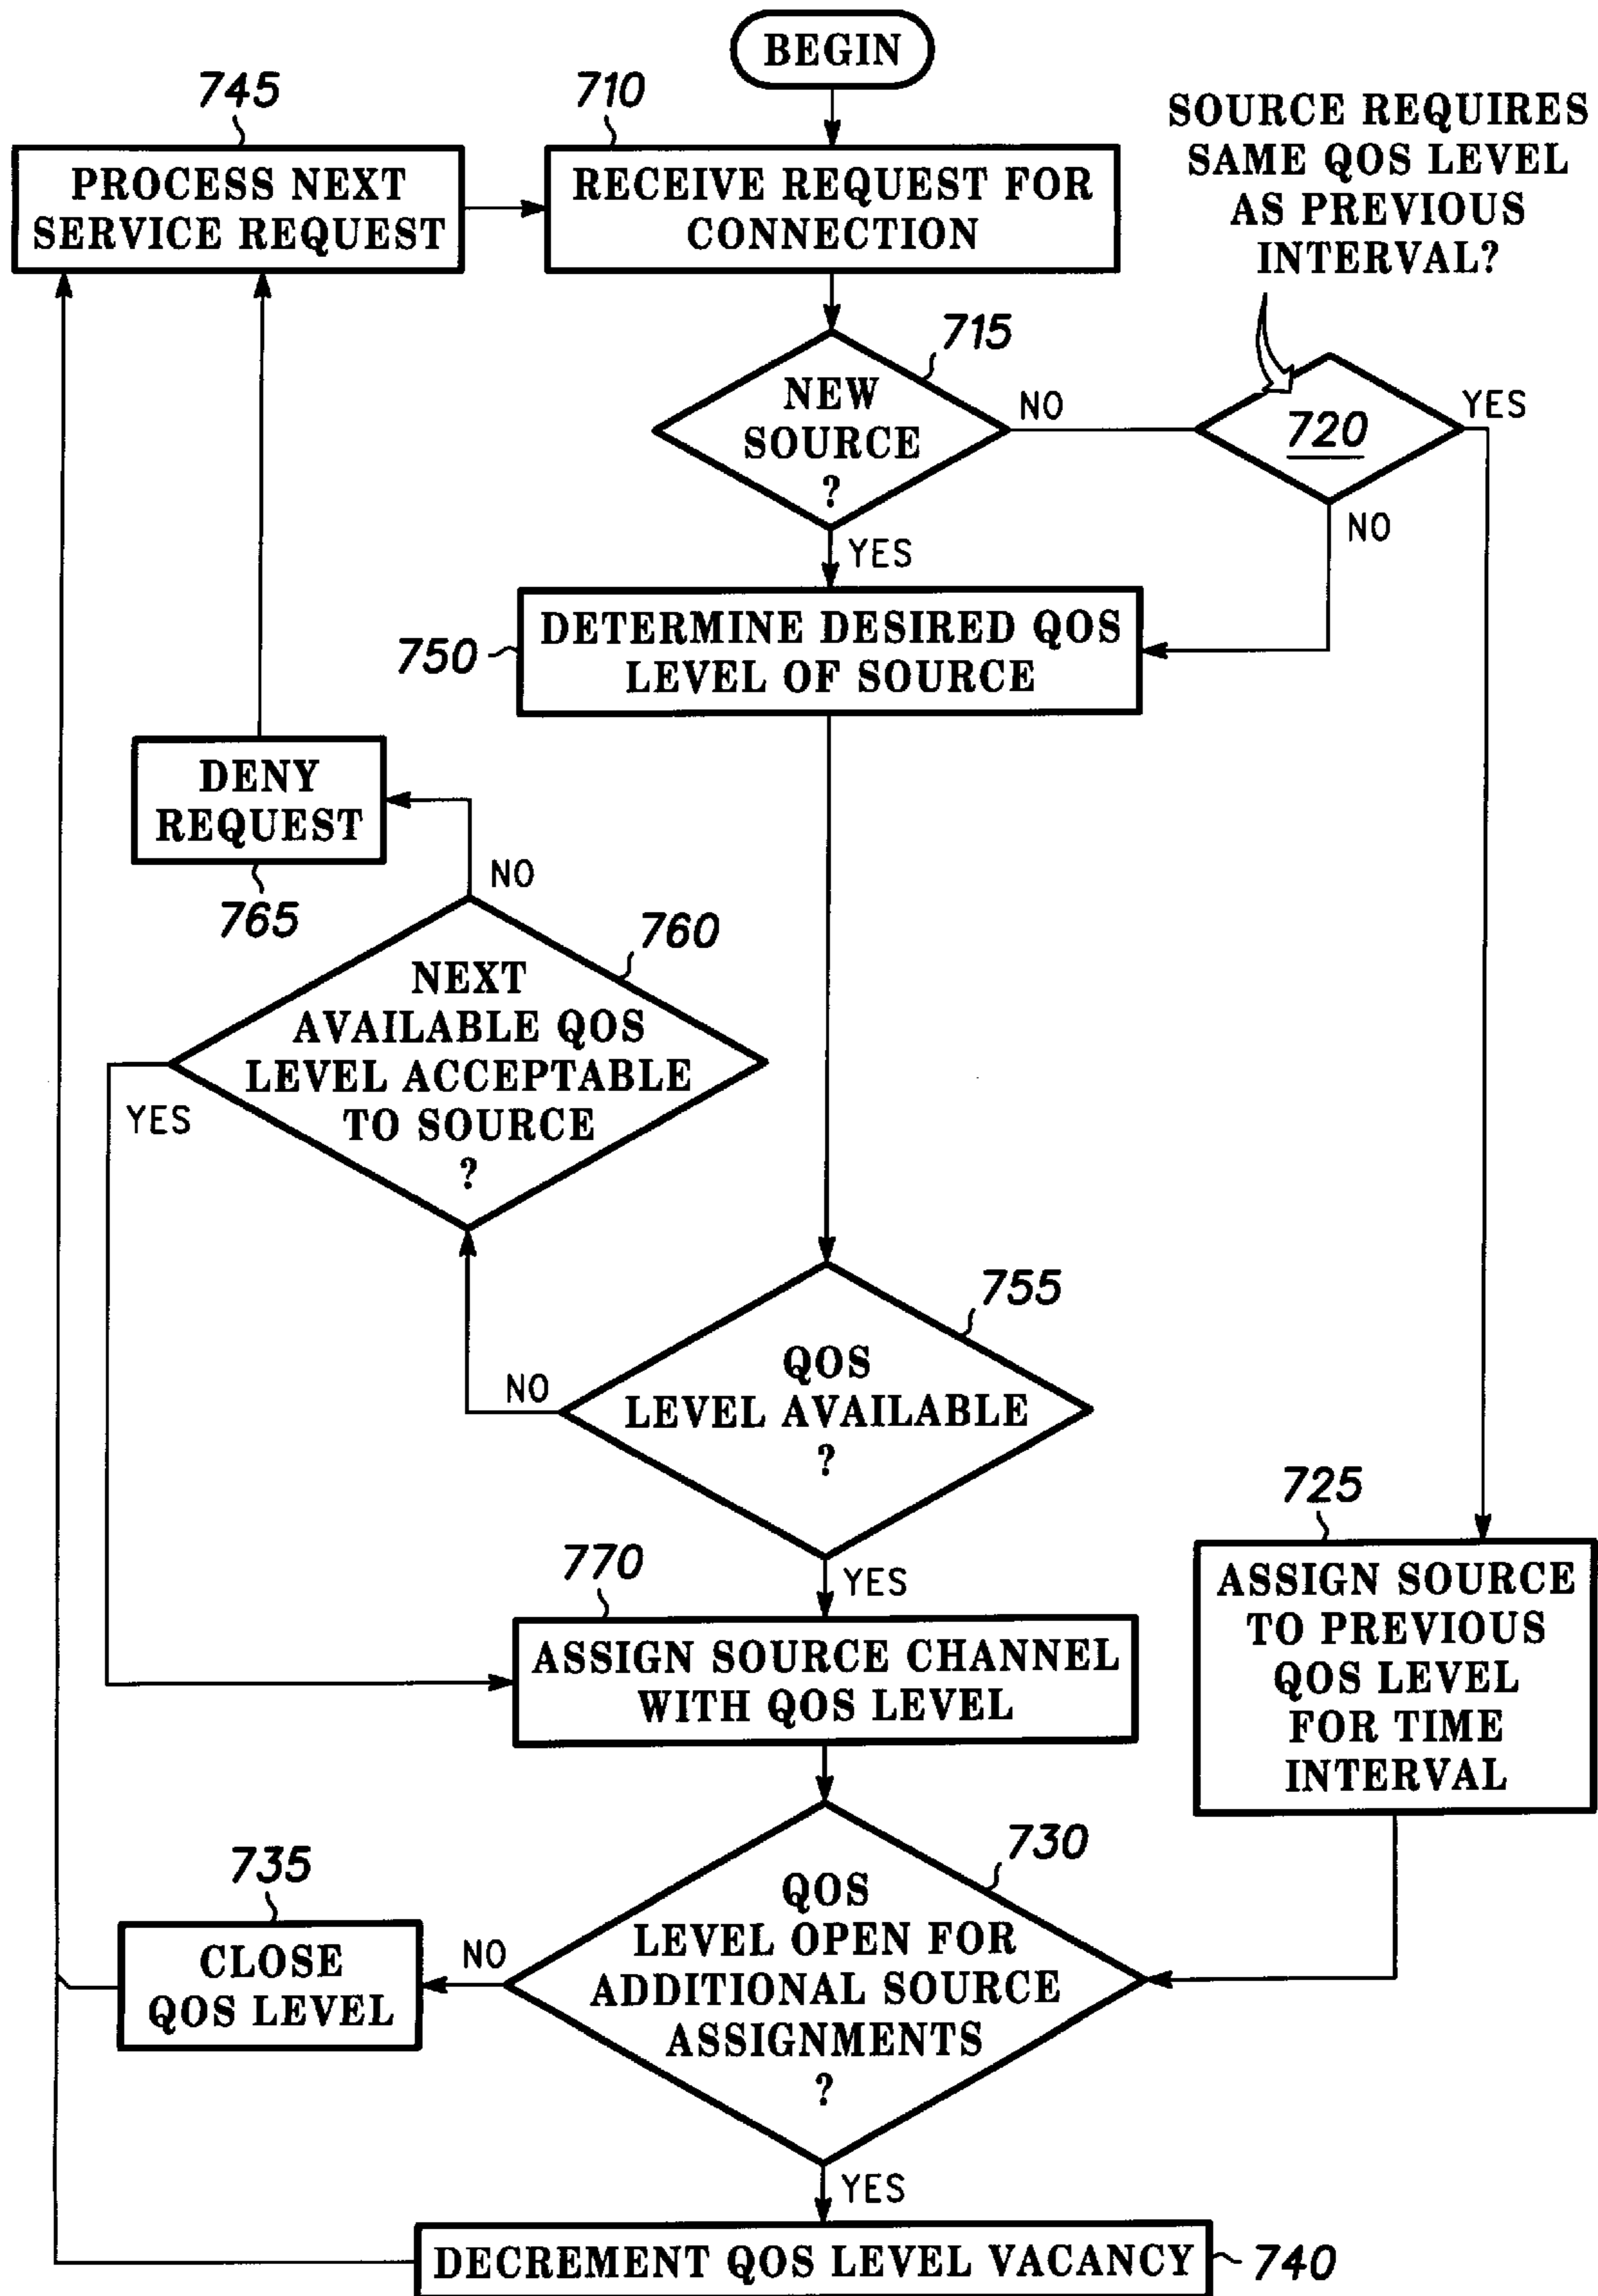 BEGIN
745
PROCESS NEXT
SERVICE REQUEST
710
RECEIVE REQUEST FOR
CONNECTION
SOURCE REQUIRES
SAME QOS LEVEL
AS PREVIOUS
INTERVAL?
715
NEW
SOURCE
?
NO
720
YES
NO
YES
750
DETERMINE DESIRED QOS
LEVEL OF SOURCE
DENY
REQUEST
765
NO
760
NEXT
AVAILABLE QOS
LEVEL ACCEPTABLE
TO SOURCE
?
YES
755
QOS
LEVEL AVAILABLE
?
NO
YES
725
ASSIGN SOURCE
TO PREVIOUS
QOS LEVEL
FOR TIME
INTERVAL
770
ASSIGN SOURCE CHANNEL
WITH QOS LEVEL
730
QOS
LEVEL OPEN FOR
ADDITIONAL SOURCE
ASSIGNMENTS
?
NO
735
CLOSE
QOS LEVEL
YES
DECREMENT QOS LEVEL VACANCY
740